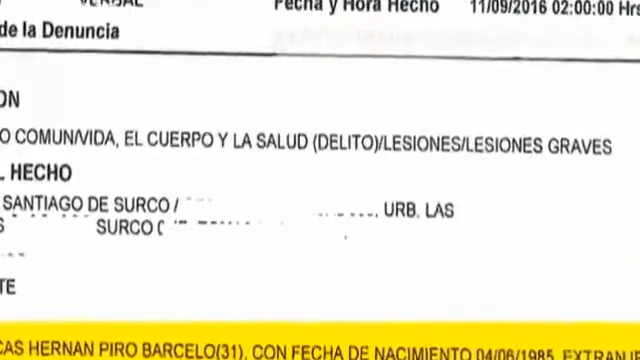 VERBAL
Fecha y Hora Hecho 11/09/2016 02:00:00 Hrs
de la Denuncia
ON
O COMUN/VIDA, EL CUERPO Y LA SALUD (DELITO)/LESIONES/LESIONES GRAVES
HECHO
SANTIAGO DE SURCO / URB. LAS
SURCO
TE
CAS HERNAN PIRO BARCELO(31), CON FECHA DE NACIMIENTO 04/06/1985, EXTRANJE